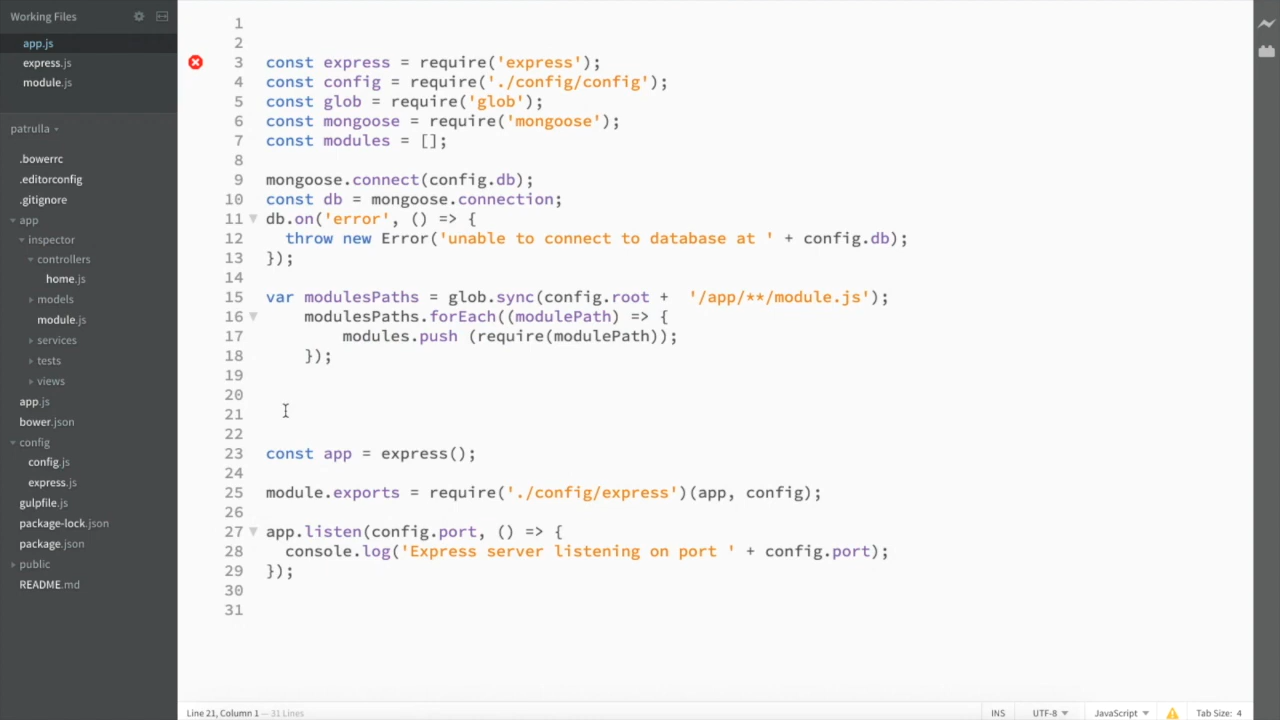 Working Files
app.js
express.js
module.js
patrulla
.bowerrc
.editorconfig
.gitignore
app
inspector
controllers
home.js
models
module.js
services
tests
views
app.js
bower.json
config
config.js
express.js
gulpfile.js
package-lock.json
package.json
public
README.md
1
2
3 const express = require('express');
4 const config = require('./config/config');
5 const glob = require('glob');
6 const mongoose = require('mongoose');
7 const modules = [];
8
9 mongoose.connect(config.db);
10 const db = mongoose.connection;
11 db.on('error', () => {
12 throw new Error('unable to connect to database at ' + config.db);
13 });
14
15 var modulesPaths = glob.sync(config.root + '/app/**/module.js');
16 modulesPaths.forEach((modulePath) => {
17 modules.push (require(modulePath));
18 });
19
20
21
22
23 const app = express();
24
25 module.exports = require('./config/express')(app, config);
26
27 app.listen(config.port, () => {
28 console.log('Express server listening on port ' + config.port);
29 });
30
31
Line 21, Column 1 — 31 Lines
INS UTF-8 JavaScript Tab Size: 4